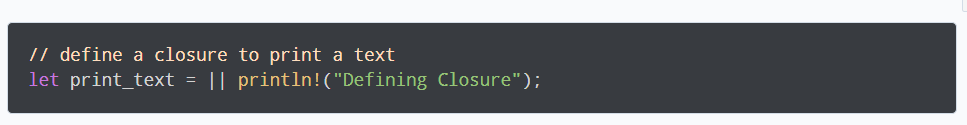 // define a closure to print a text
let print_text = || println!("Defining Closure");